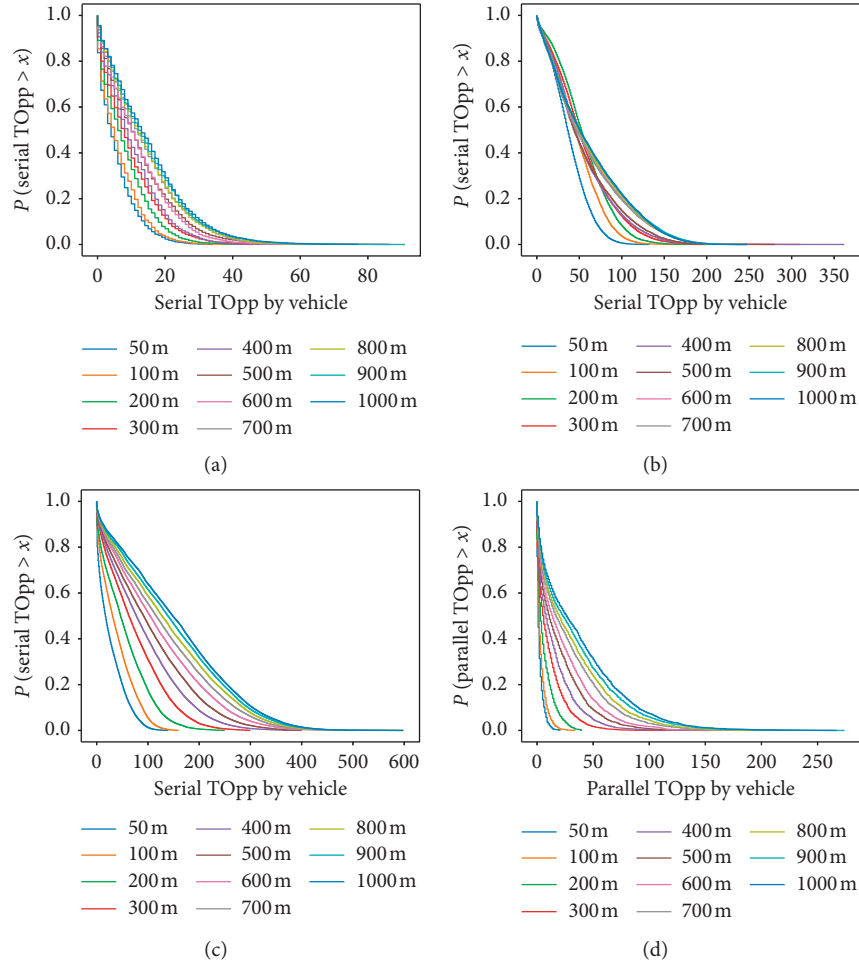 1.0
0.8
0.6
0.4
0.2
0.0
P (serial TOpp > x)
0 20 40 60 80
Serial TOpp by vehicle
50 m 400 m 800 m
100 m 500 m 900 m
200 m 600 m 1000 m
300 m 700 m
(a)
1.0
0.8
0.6
0.4
0.2
0.0
P (serial TOpp > x)
0 50 100 150 200 250 300 350
Serial TOpp by vehicle
50 m 400 m 800 m
100 m 500 m 900 m
200 m 600 m 1000 m
300 m 700 m
(b)
1.0
0.8
0.6
0.4
0.2
0.0
P (serial TOpp > x)
0 100 200 300 400 500 600
Serial TOpp by vehicle
50 m 400 m 800 m
100 m 500 m 900 m
200 m 600 m 1000 m
300 m 700 m
(c)
1.0
0.8
0.6
0.4
0.2
0.0
P (parallel TOpp > x)
0 50 100 150 200 250
Parallel TOpp by vehicle
50 m 400 m 800 m
100 m 500 m 900 m
200 m 600 m 1000 m
300 m 700 m
(d)